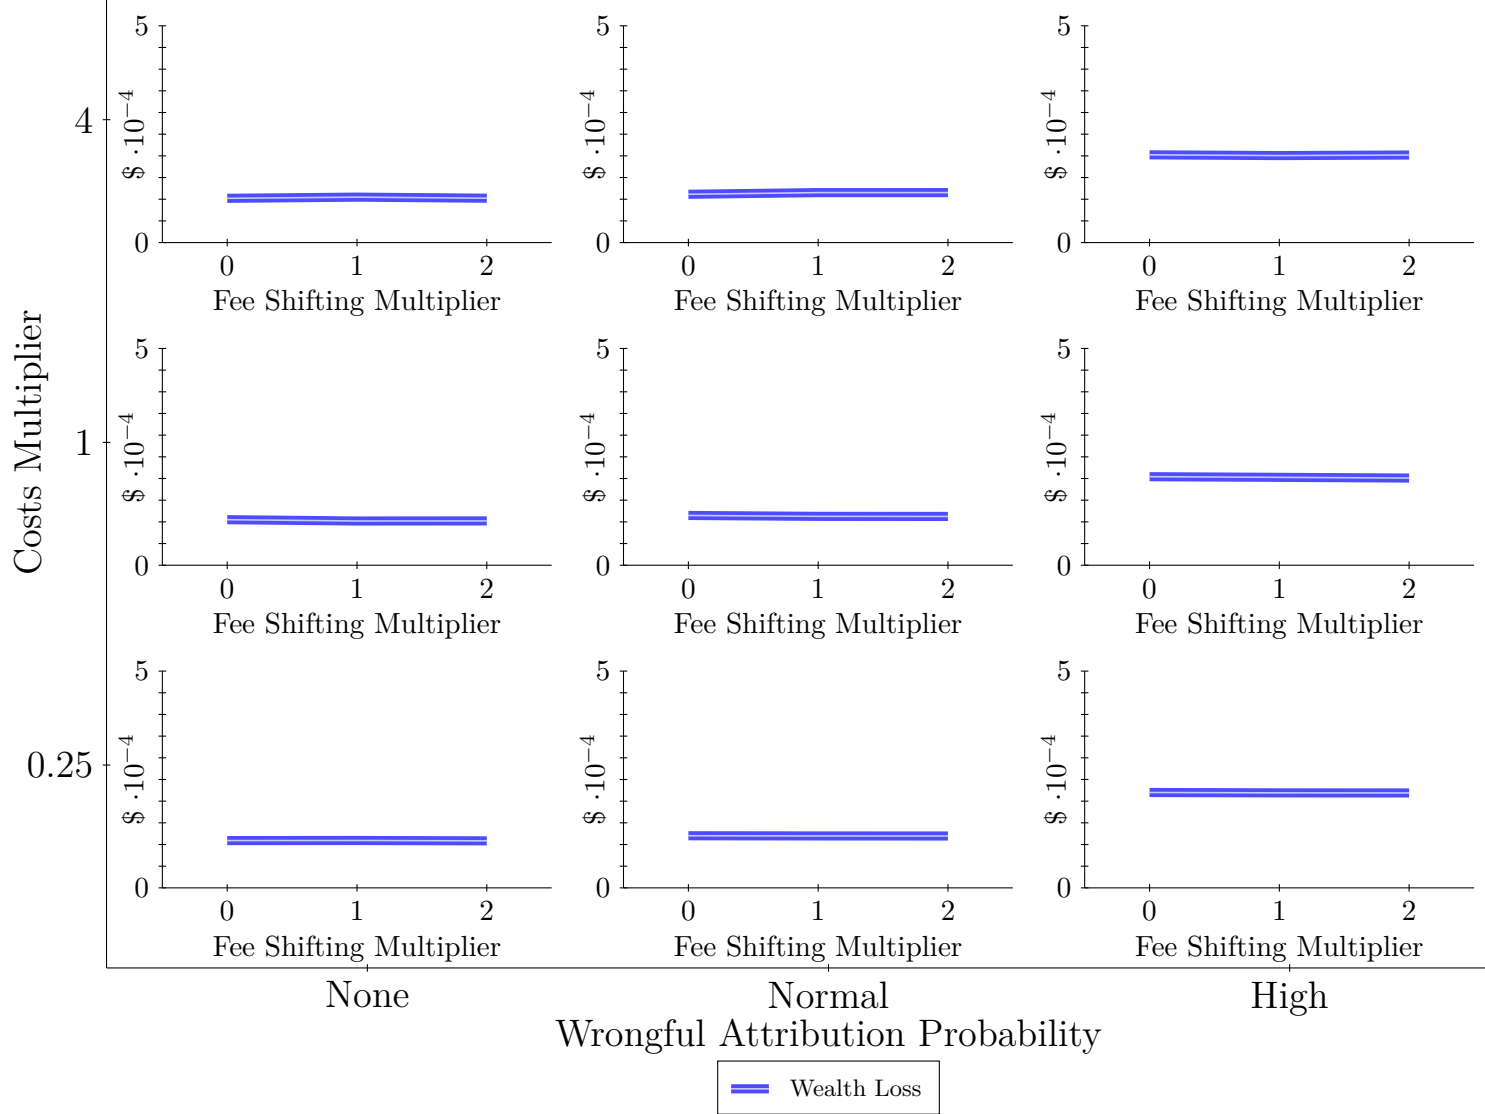 5
5
5
$ ·10⁻⁴
$ ·10⁻⁴
$ ·10⁻⁴
4
0
0
0
0 1 2
0 1 2
0 1 2
Fee Shifting Multiplier
Fee Shifting Multiplier
Fee Shifting Multiplier
Costs Multiplier
5
5
5
$ ·10⁻⁴
$ ·10⁻⁴
$ ·10⁻⁴
1
0
0
0
0 1 2
0 1 2
0 1 2
Fee Shifting Multiplier
Fee Shifting Multiplier
Fee Shifting Multiplier
5
5
5
$ ·10⁻⁴
$ ·10⁻⁴
$ ·10⁻⁴
0.25
0
0
0
0 1 2
0 1 2
0 1 2
Fee Shifting Multiplier
Fee Shifting Multiplier
Fee Shifting Multiplier
None
Normal
High
Wrongful Attribution Probability
Wealth Loss